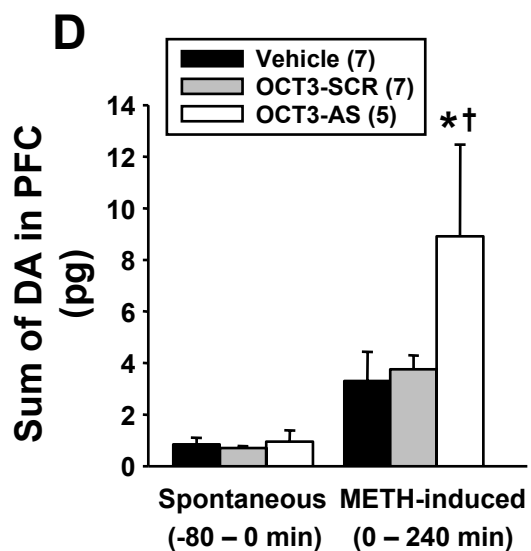 D
Vehicle (7)
OCT3-SCR (7)
OCT3-AS (5)
Sum of DA in PFC
(pg)
14
12
10
8
6
4
2
0
*†
Spontaneous
(-80 – 0 min)
METH-induced
(0 – 240 min)